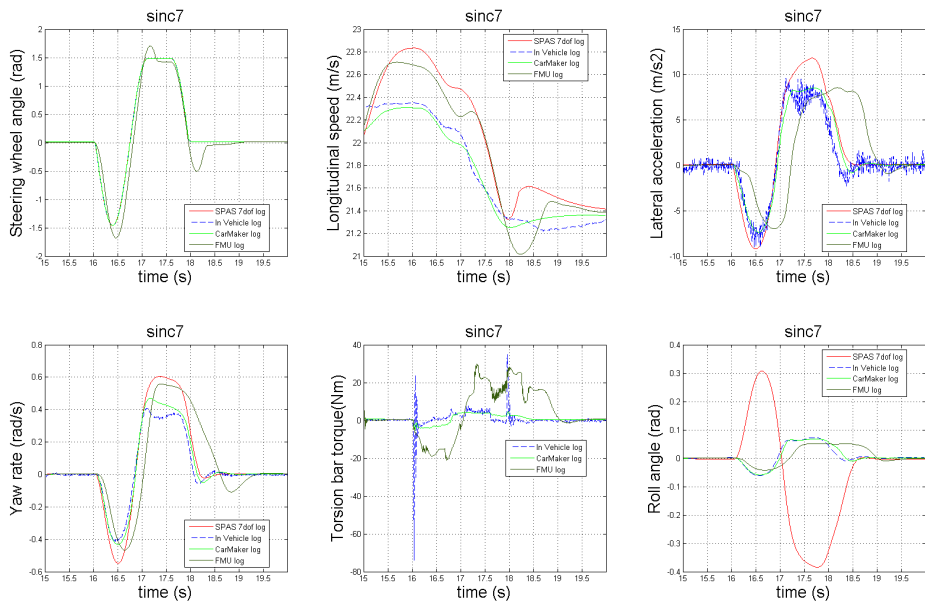 sinc7
Steering wheel angle (rad)
2
1.5
1
0.5
0
-0.5
-1
-1.5
-2
15 15.5 16 16.5 17 17.5 18 18.5 19 19.5
time (s)
SPAS 7dof log
In Vehicle log
CarMaker log
FMU log
sinc7
Longitudinal speed (m/s)
23
22.8
22.6
22.4
22.2
22
21.8
21.6
21.4
21.2
21
15 15.5 16 16.5 17 17.5 18 18.5 19 19.5
time (s)
SPAS 7dof log
In Vehicle log
CarMaker log
FMU log
sinc7
Lateral acceleration (m/s2)
15
10
5
0
-5
-10
15 15.5 16 16.5 17 17.5 18 18.5 19 19.5
time (s)
SPAS 7dof log
In Vehicle log
CarMaker log
FMU log
sinc7
Yaw rate (rad/s)
0.8
0.6
0.4
0.2
0
-0.2
-0.4
-0.6
15 15.5 16 16.5 17 17.5 18 18.5 19 19.5
time (s)
SPAS 7dof log
In Vehicle log
CarMaker log
FMU log
sinc7
Torsion bar torque(Nm)
40
20
0
-20
-40
-60
-80
15 15.5 16 16.5 17 17.5 18 18.5 19 19.5
time (s)
In Vehicle log
CarMaker log
FMU log
sinc7
Roll angle (rad)
0.4
0.3
0.2
0.1
0
-0.1
-0.2
-0.3
-0.4
15 15.5 16 16.5 17 17.5 18 18.5 19 19.5
time (s)
SPAS 7dof log
In Vehicle log
CarMaker log
FMU log